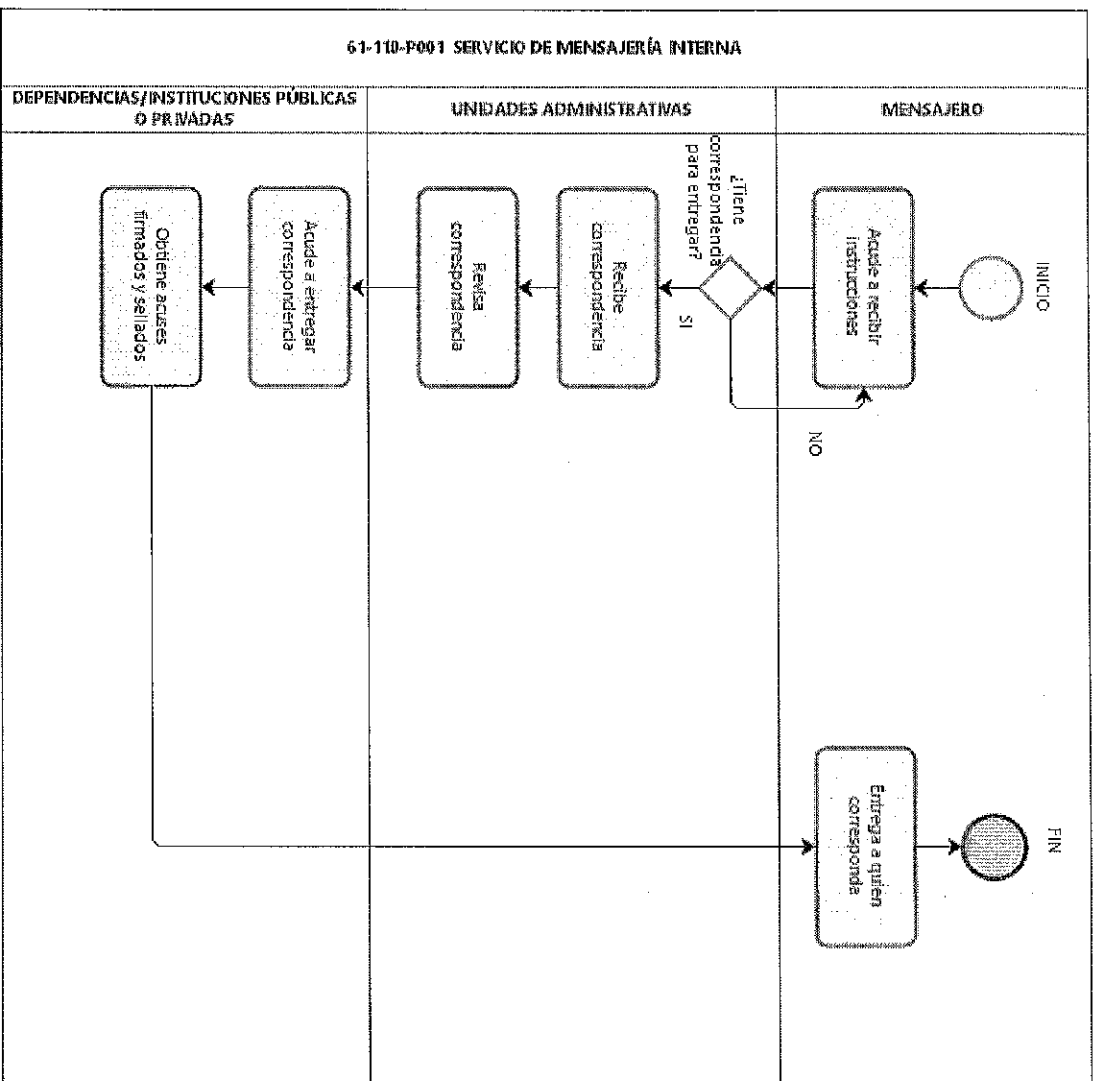 61-110-P001 SERVICIO DE MENSAJERÍA INTERNA
DEPENDENCIAS/INSTITUCIONES PÚBLICAS
O PRIVADAS
UNIDADES ADMINISTRATIVAS
MENSAJERO
INICIO
Acude a recibir
instrucciones
¿Tiene
correspondencia
para entregar?
NO
SI
Recibe
correspondencia
Revisa
correspondencia
Acude a entregar
correspondencia
Obtiene acuses
firmados y sellados
Entrega a quien
corresponda
FIN